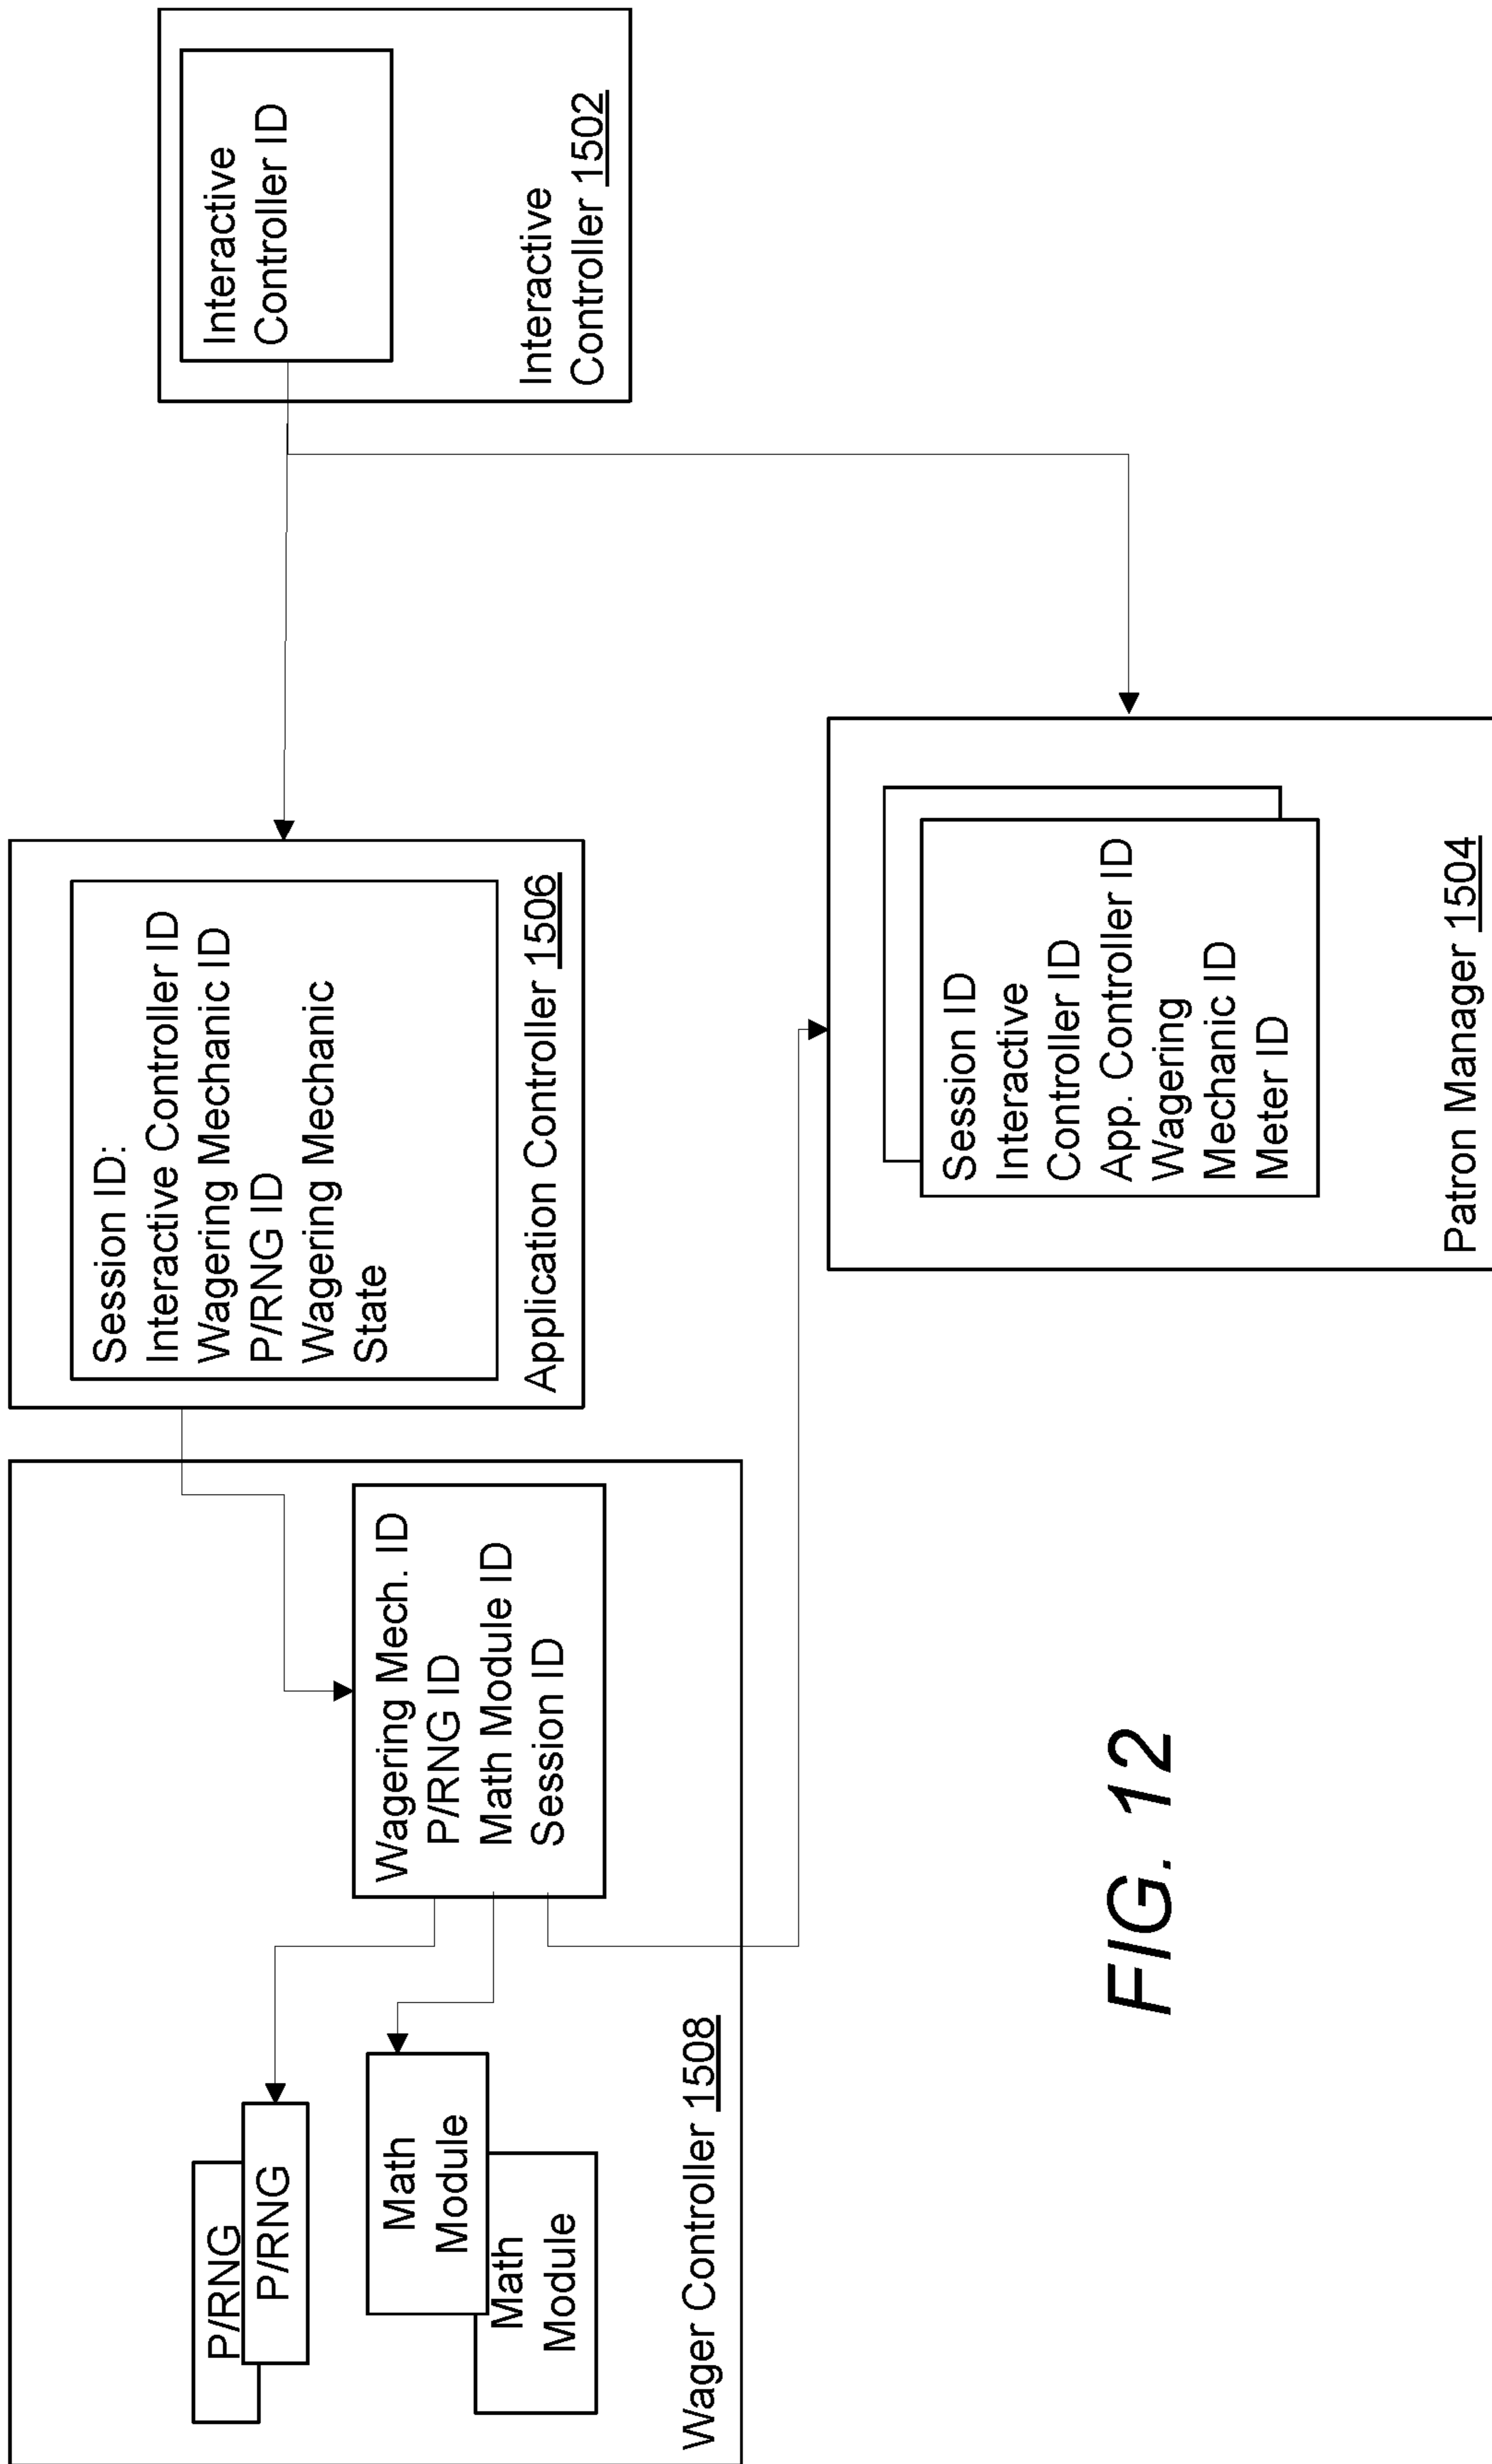 P/RNG
P/RNG
Math
Module
Math
Module
Wager Controller 1508
Wagering Mech. ID
P/RNG ID
Math Module ID
Session ID
Session ID:
Interactive Controller ID
Wagering Mechanic ID
P/RNG ID
Wagering Mechanic
State
Application Controller 1506
Interactive
Controller ID
Interactive
Controller 1502
Session ID
Interactive
Controller ID
App. Controller ID
Wagering
Mechanic ID
Meter ID
Patron Manager 1504
FIG. 12